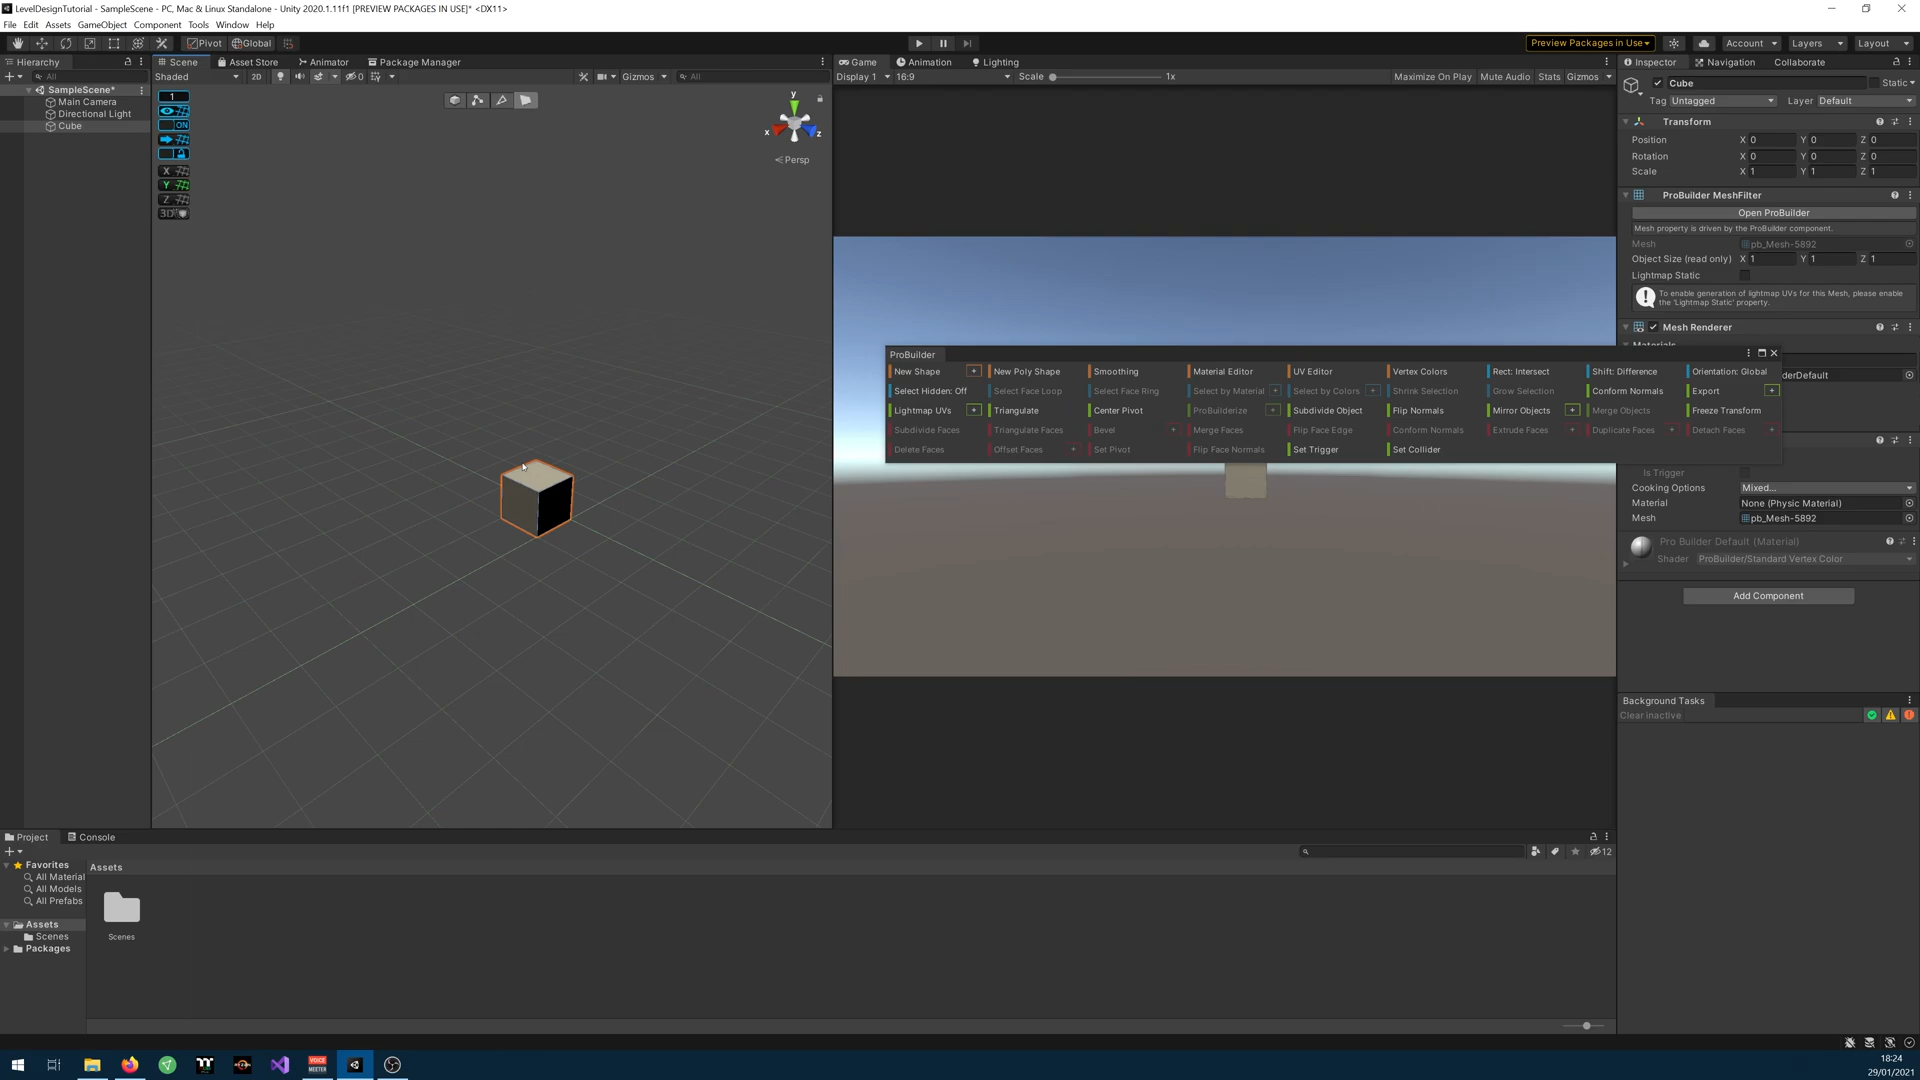 LevelDesignTutorial - SampleScene - PC, Mac & Linux Standalone - Unity 2020.1.11f1 [PREVIEW PACKAGES IN USE]* <DX11>
File Edit Assets GameObject Component Tools Window Help
Pivot Global Preview Packages in Use Account Layers Layout
Hierarchy
All
SampleScene*
Main Camera
Directional Light
Cube
Scene Asset Store Animator Package Manager
Shaded 2D 0 Gizmos All
1
ON
X
Y
Z
3D
y
x z
Persp
Game Animation Lighting
Display 1 16:9 Scale 1x Maximize On Play Mute Audio Stats Gizmos
ProBuilder
New Shape + New Poly Shape Smoothing Material Editor UV Editor Vertex Colors Rect: Intersect Shift: Difference Orientation: Global
Select Hidden: Off Select Face Loop Select Face Ring Select by Material + Select by Colors + Shrink Selection Grow Selection Conform Normals Export +
Lightmap UVs + Triangulate Center Pivot ProBuilderize + Subdivide Object Flip Normals Mirror Objects + Merge Objects Freeze Transform
Subdivide Faces Triangulate Faces Bevel + Merge Faces Flip Face Edge Conform Normals Extrude Faces + Duplicate Faces + Detach Faces +
Delete Faces Offset Faces + Set Pivot Flip Face Normals Set Trigger Set Collider
Inspector Navigation Collaborate
Cube Static
Tag Untagged Layer Default
Transform
Position X 0 Y 0 Z 0
Rotation X 0 Y 0 Z 0
Scale X 1 Y 1 Z 1
ProBuilder MeshFilter
Open ProBuilder
Mesh property is driven by the ProBuilder component.
Mesh pb_Mesh-5892
Object Size (read only) X 1 Y 1 Z 1
Lightmap Static
To enable generation of lightmap UVs for this Mesh, please enable
the 'Lightmap Static' property.
Mesh Renderer
Materials
derDefault
Is Trigger
Cooking Options Mixed...
Material None (Physic Material)
Mesh pb_Mesh-5892
Pro Builder Default (Material)
Shader ProBuilder/Standard Vertex Color
Add Component
Background Tasks
Clear inactive
Project Console
12
Favorites
All Material
All Models
All Prefabs
Assets
Scenes
Packages
Assets
Scenes
VOICE
MEETER
18:24
29/01/2021